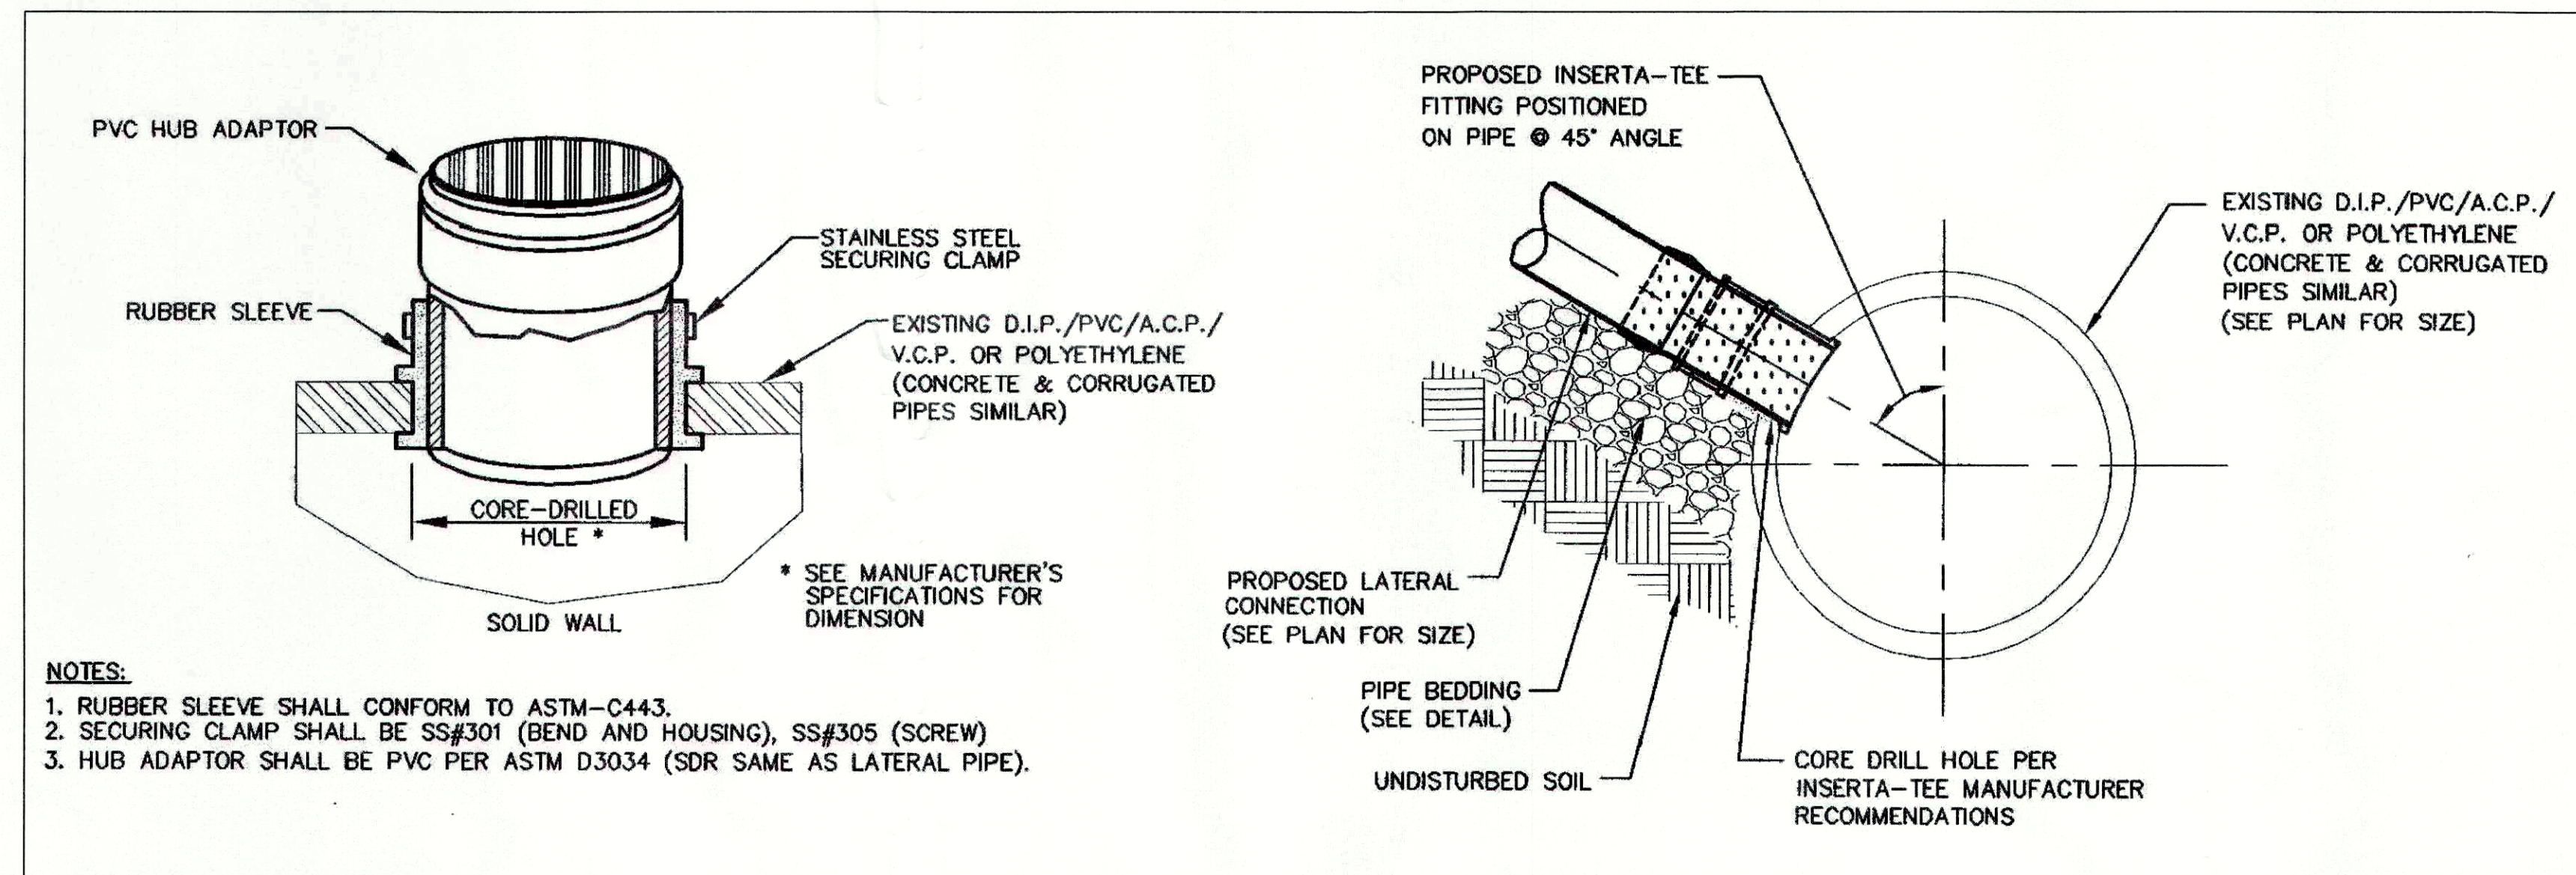 PVC HUB ADAPTOR
RUBBER SLEEVE
STAINLESS STEEL
SECURING CLAMP
EXISTING D.I.P./PVC/A.C.P./
V.C.P. OR POLYETHYLENE
(CONCRETE & CORRUGATED
PIPES SIMILAR)
CORE-DRILLED
HOLE *
* SEE MANUFACTURER'S
SPECIFICATIONS FOR
DIMENSION
SOLID WALL
NOTES:
1. RUBBER SLEEVE SHALL CONFORM TO ASTM-C443.
2. SECURING CLAMP SHALL BE SS#301 (BEND AND HOUSING), SS#305 (SCREW)
3. HUB ADAPTOR SHALL BE PVC PER ASTM D3034 (SDR SAME AS LATERAL PIPE).
PROPOSED INSERTA-TEE
FITTING POSITIONED
ON PIPE @ 45° ANGLE
EXISTING D.I.P./PVC/A.C.P./
V.C.P. OR POLYETHYLENE
(CONCRETE & CORRUGATED
PIPES SIMILAR)
(SEE PLAN FOR SIZE)
PROPOSED LATERAL
CONNECTION
(SEE PLAN FOR SIZE)
PIPE BEDDING
(SEE DETAIL)
UNDISTURBED SOIL
CORE DRILL HOLE PER
INSERTA-TEE MANUFACTURER
RECOMMENDATIONS